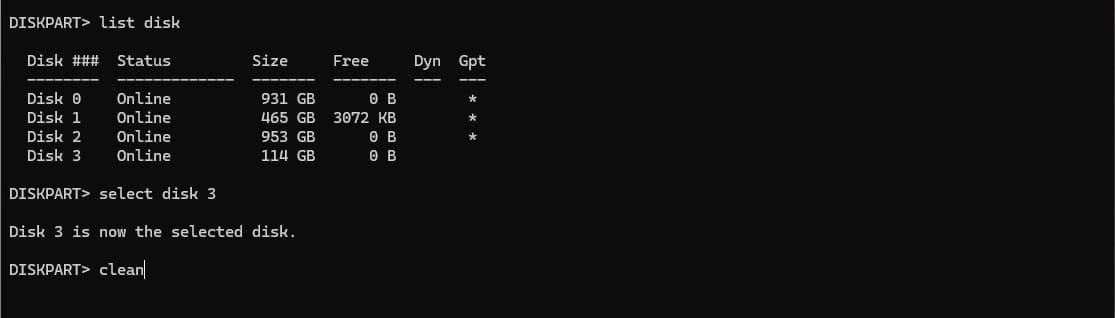 DISKPART> list disk
  Disk ###  Status         Size     Free     Dyn  Gpt
  --------  -------------  -------  -------  ---  ---
  Disk 0    Online          931 GB      0 B        *
  Disk 1    Online          465 GB  3072 KB        *
  Disk 2    Online          953 GB      0 B        *
  Disk 3    Online          114 GB      0 B
DISKPART> select disk 3
Disk 3 is now the selected disk.
DISKPART> clean